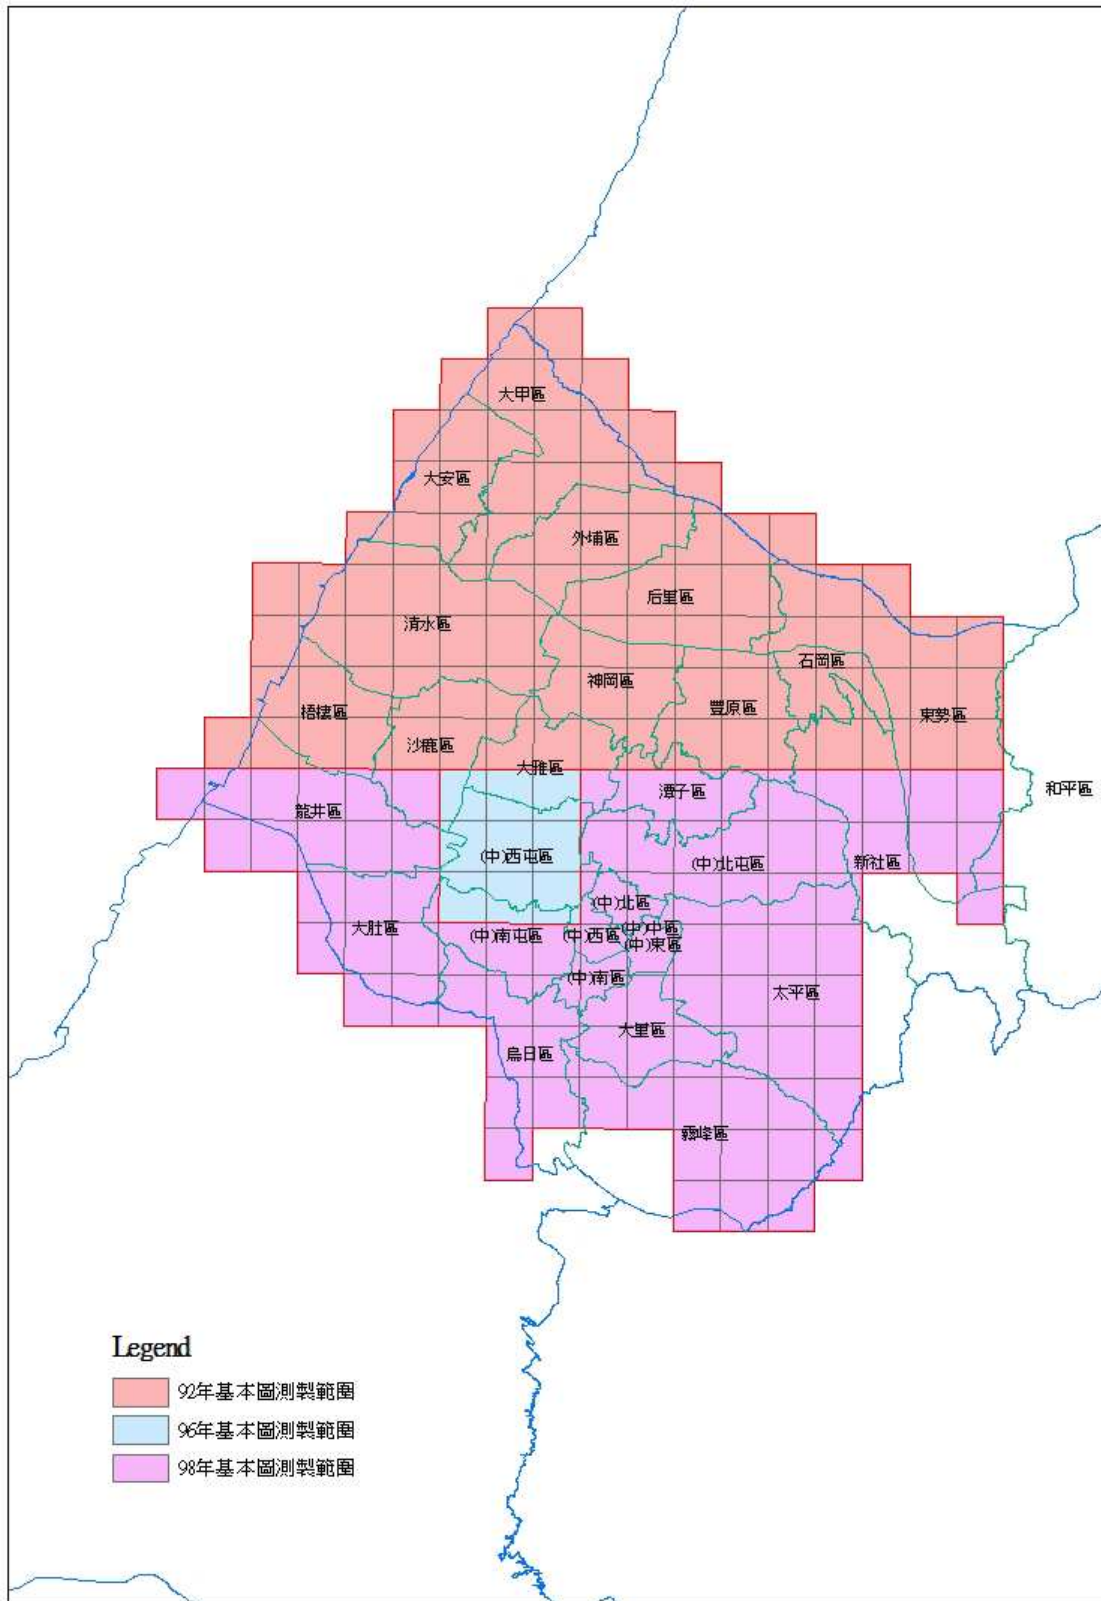 大甲區
大安區
外埔區
后里區
清水區
石岡區
神岡區
豐原區
梧棲區
東勢區
沙鹿區
大雅區
和平區
潭子區
龍井區
(中)西屯區
(中)北屯區
新社區
(中)北區
大肚區
(中)中區
(中)南屯區
(中)西區
(中)東區
(中)南區
太平區
大里區
烏日區
霧峰區
Legend
92年基本圖測製範圍
96年基本圖測製範圍
98年基本圖測製範圍